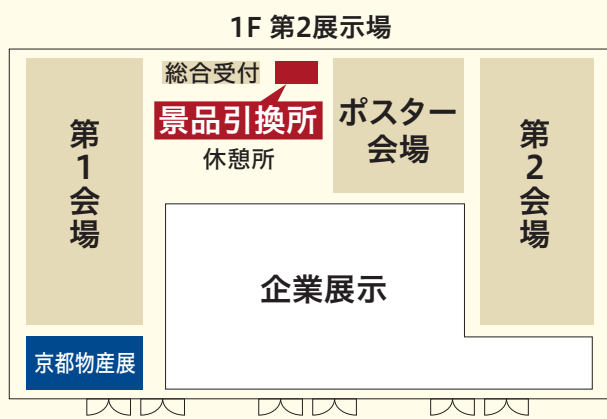 1F 第2展示場
総合受付
景品引換所
休憩所
ポスター
会場
第1会場
第2会場
企業展示
京都物産展